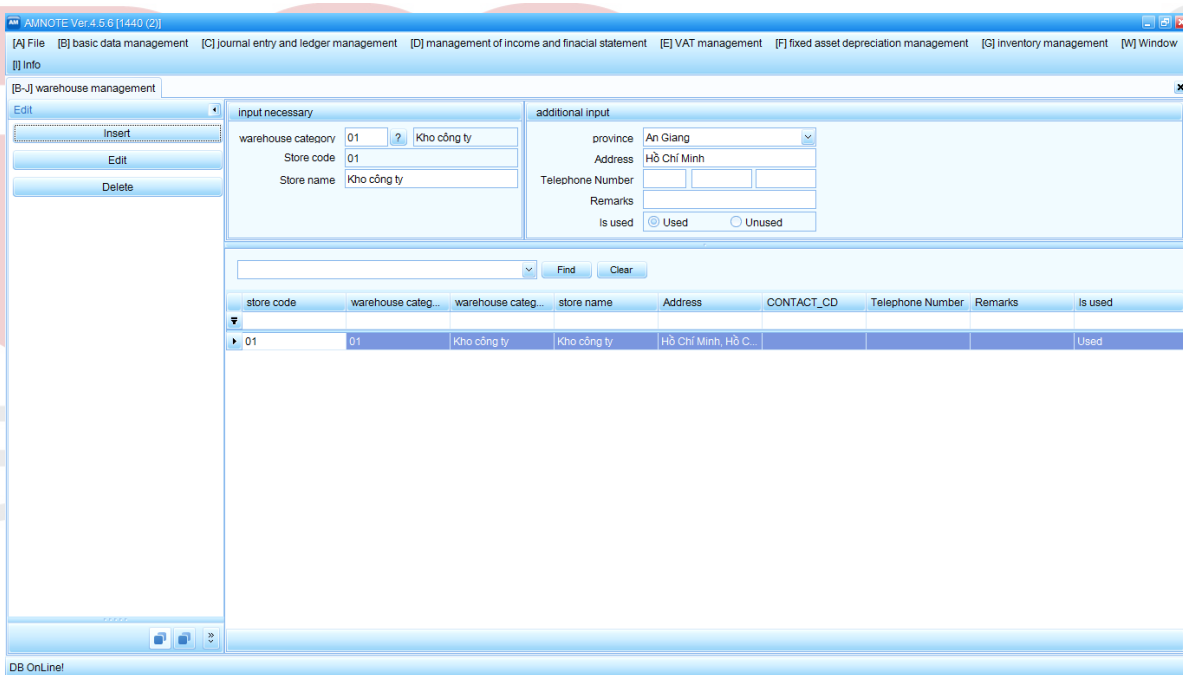 AM AMNOTE Ver.4.5.6 [1440 (2)]
[A] File [B] basic data management [C] journal entry and ledger management [D] management of income and finacial statement [E] VAT management [F] fixed asset depreciation management [G] inventory management [W] Window
[I] Info
[B-J] warehouse management
Edit
Insert
Edit
Delete
input necessary
warehouse category 01 ? Kho công ty
Store code 01
Store name Kho công ty
additional input
province An Giang
Address Hồ Chí Minh
Telephone Number
Remarks
Is used Used Unused
Find Clear
store code warehouse categ... warehouse categ... store name Address CONTACT_CD Telephone Number Remarks Is used
01 01 Kho công ty Kho công ty Hồ Chí Minh, Hồ C... Used
DB OnLine!